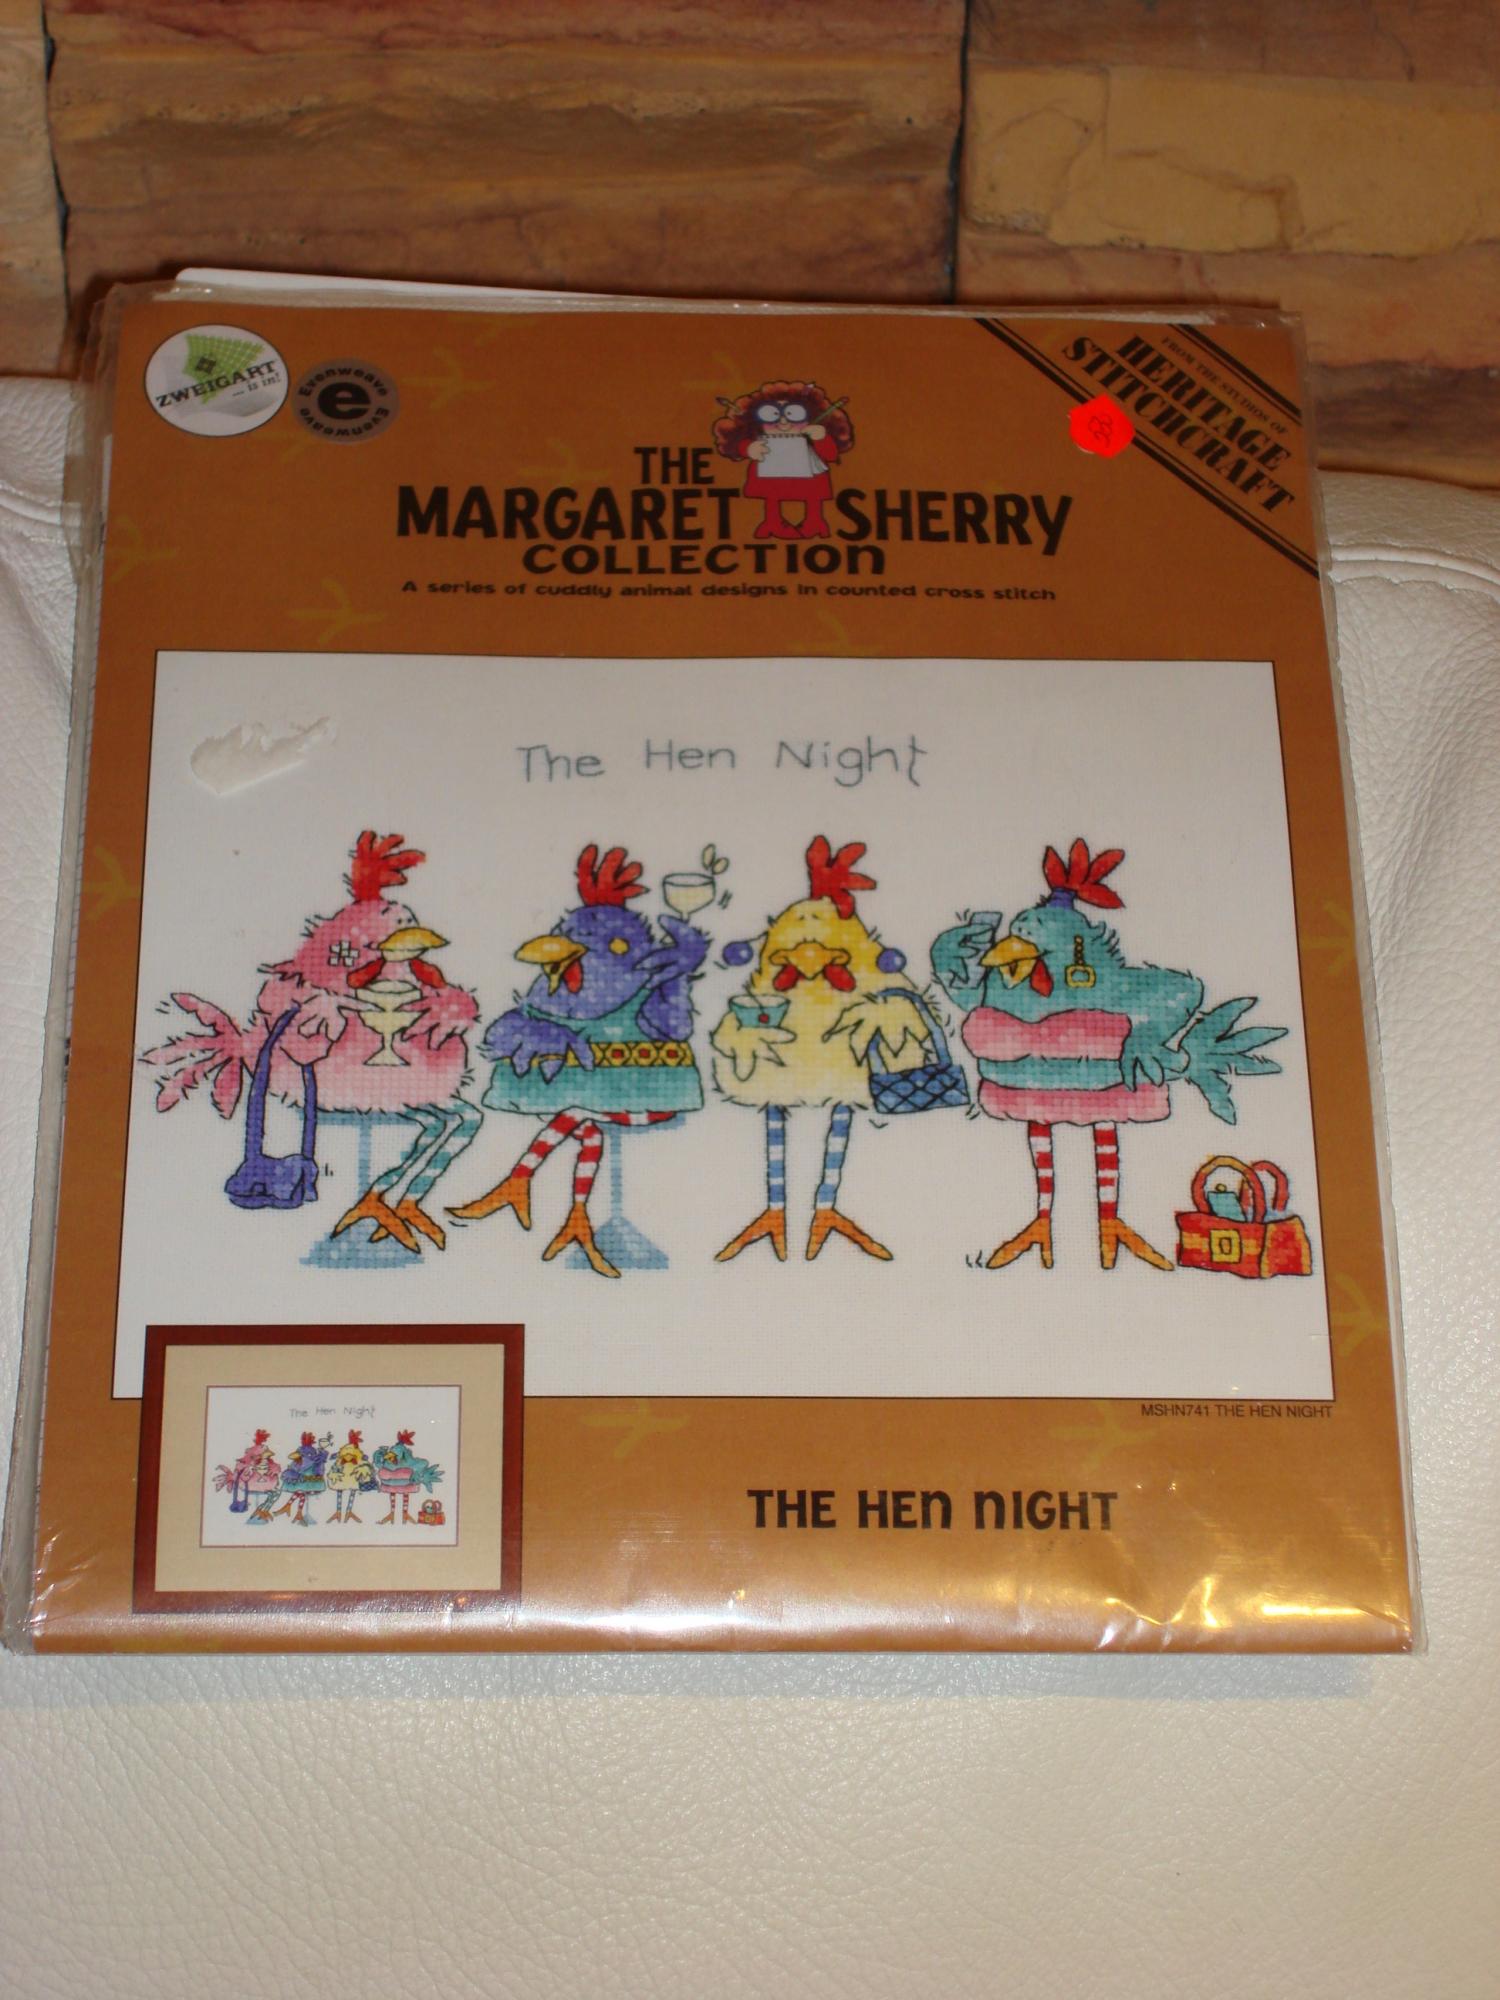 ZWEIGART
... is in!
Evenweave
e
Evenweave
FROM THE STUDIOS OF
HERITAGE
STITCHCRAFT
THE
MARGARET SHERRY
COLLECTION
A series of cuddly animal designs in counted cross stitch
The Hen Night
MSHN741 THE HEN NIGHT
The Hen Night
THE HEN NIGHT